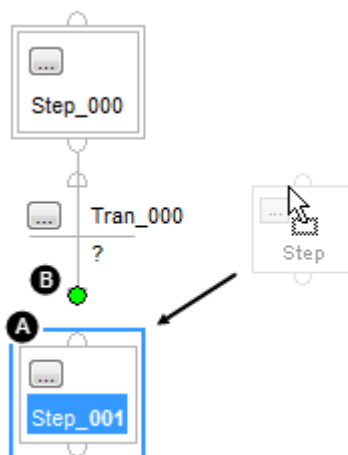 ...
Step_000
... Tran_000
?
... Step
B
A
...
Step_001